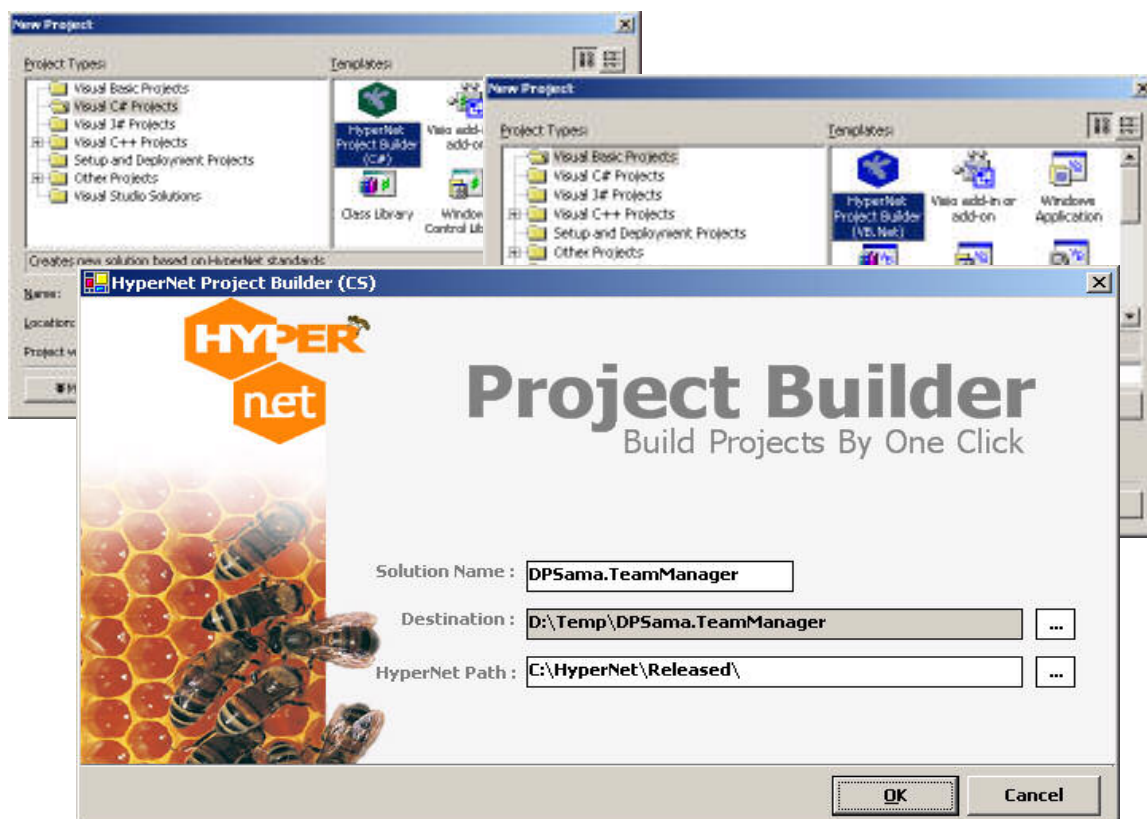 New Project
Project Types:
Templates:
Visual Basic Projects
Visual C# Projects
Visual J# Projects
Visual C++ Projects
Setup and Deployment Projects
Other Projects
Visual Studio Solutions
HyperNet
Project Builder
(C#)
Class Library
Creates new solution based on HyperNet standards
Name:
Location:
New Project
Project Types:
Templates:
Visual Basic Projects
Visual C# Projects
Visual J# Projects
Visual C++ Projects
Setup and Deployment Projects
Other Projects
HyperNet
Project Builder
(VB.Net)
Visio add-in or
add-on
Windows
Application
HyperNet Project Builder (CS)
HYPER
net
Project Builder
Build Projects By One Click
Solution Name :
DPSama.TeamManager
Destination :
D:\Temp\DPSama.TeamManager
...
HyperNet Path :
C:\HyperNet\Released\
...
OK
Cancel